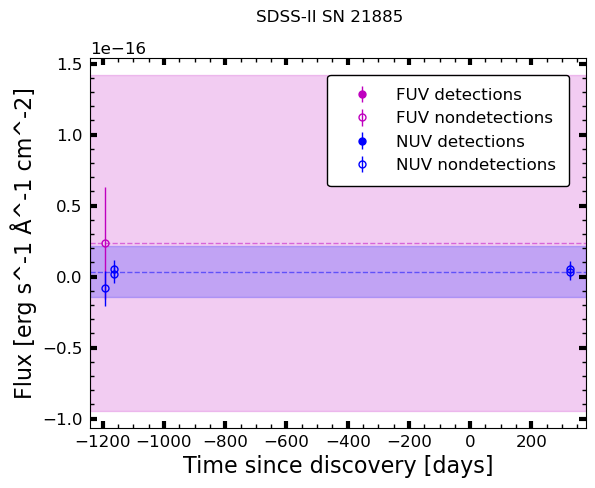 SDSS-II SN 21885
1e−16
FUV detections
FUV nondetections
NUV detections
NUV nondetections
1.5
1.0
0.5
0.0
−0.5
−1.0
Flux [erg s^-1 Å^-1 cm^-2]
−1200 −1000 −800 −600 −400 −200 0 200
Time since discovery [days]